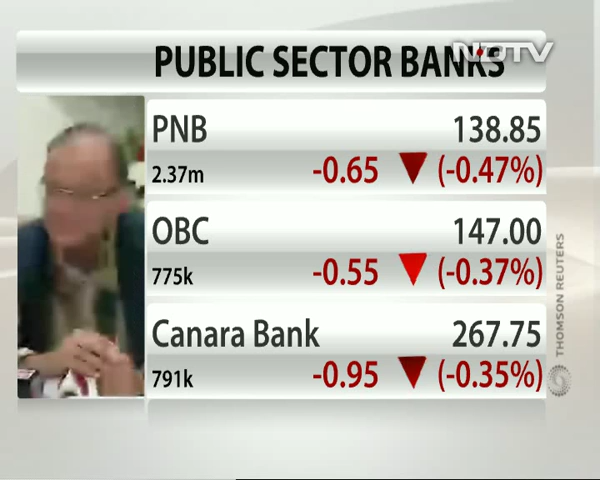 NDTV
PUBLIC SECTOR BANKS
PNB 138.85
2.37m -0.65 (-0.47%)
OBC 147.00
775k -0.55 (-0.37%)
Canara Bank 267.75
791k -0.95 (-0.35%)
THOMSON REUTERS